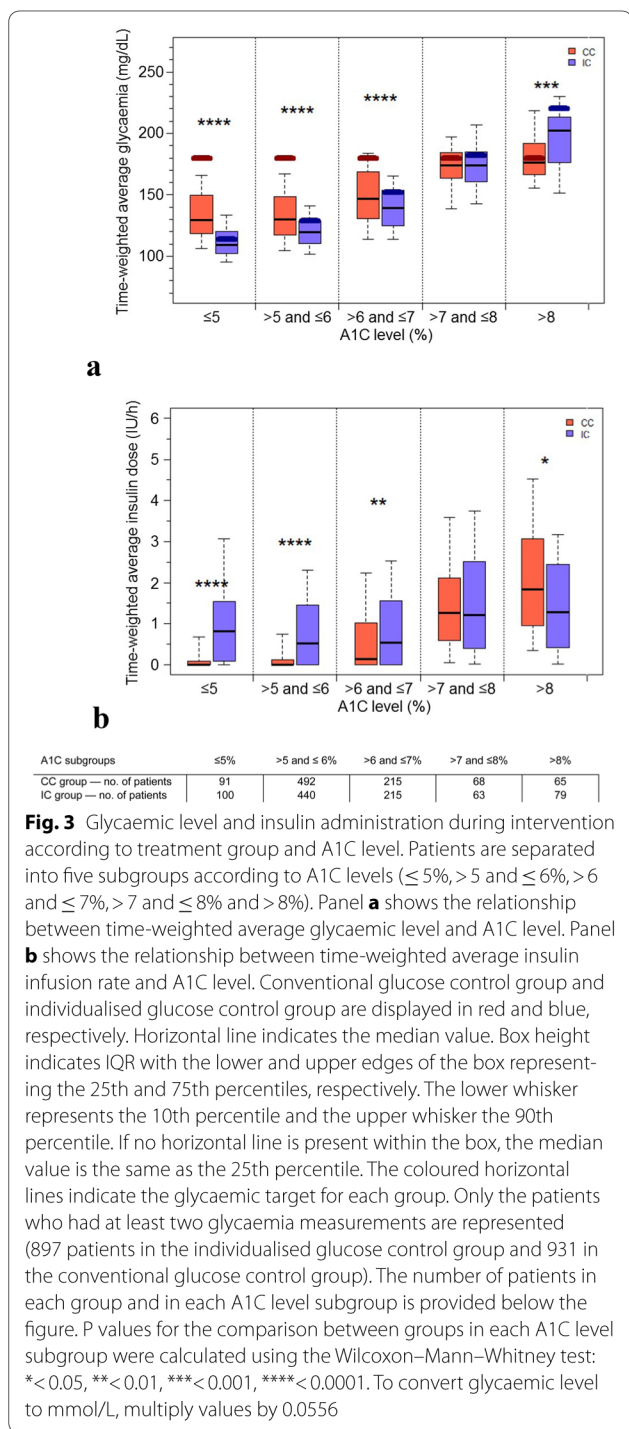 Time-weighted average glycaemia (mg/dL)
250
200
150
100
CC
IC
****
****
****
***
≤5
>5 and ≤6
>6 and ≤7
>7 and ≤8
>8
A1C level (%)
a
Time-weighted average insulin dose (IU/h)
6
5
4
3
2
1
0
CC
IC
****
****
**
*
≤5
>5 and ≤6
>6 and ≤7
>7 and ≤8
>8
A1C level (%)
b
A1C subgroups ≤5% >5 and ≤ 6% >6 and ≤7% >7 and ≤8% >8%
CC group — no. of patients 91 492 215 68 65
IC group — no. of patients 100 440 215 63 79
Fig. 3 Glycaemic level and insulin administration during intervention
according to treatment group and A1C level. Patients are separated
into five subgroups according to A1C levels (≤ 5%, > 5 and ≤ 6%, > 6
and ≤ 7%, > 7 and ≤ 8% and > 8%). Panel a shows the relationship
between time-weighted average glycaemic level and A1C level. Panel
b shows the relationship between time-weighted average insulin
infusion rate and A1C level. Conventional glucose control group and
individualised glucose control group are displayed in red and blue,
respectively. Horizontal line indicates the median value. Box height
indicates IQR with the lower and upper edges of the box represent-
ing the 25th and 75th percentiles, respectively. The lower whisker
represents the 10th percentile and the upper whisker the 90th
percentile. If no horizontal line is present within the box, the median
value is the same as the 25th percentile. The coloured horizontal
lines indicate the glycaemic target for each group. Only the patients
who had at least two glycaemia measurements are represented
(897 patients in the individualised glucose control group and 931 in
the conventional glucose control group). The number of patients in
each group and in each A1C level subgroup is provided below the
figure. P values for the comparison between groups in each A1C level
subgroup were calculated using the Wilcoxon–Mann–Whitney test:
*< 0.05, **< 0.01, ***< 0.001, ****< 0.0001. To convert glycaemic level
to mmol/L, multiply values by 0.0556